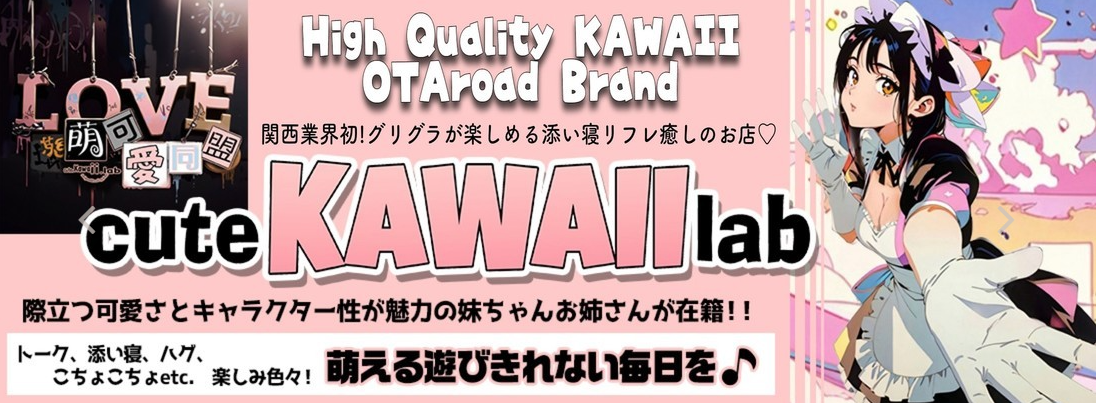 High Quality KAWAII
OTAroad Brand
関西業界初!グリグラが楽しめる添い寝リフレ癒しのお店♡
LOVE
萌可
愛同盟
Kawaii.lab
cute KAWAII lab
際立つ可愛さとキャラクター性が魅力の妹ちゃんお姉さんが在籍!!
トーク、添い寝、ハグ、
こちょこちょetc. 楽しみ色々!
萌える遊びきれない毎日を♪